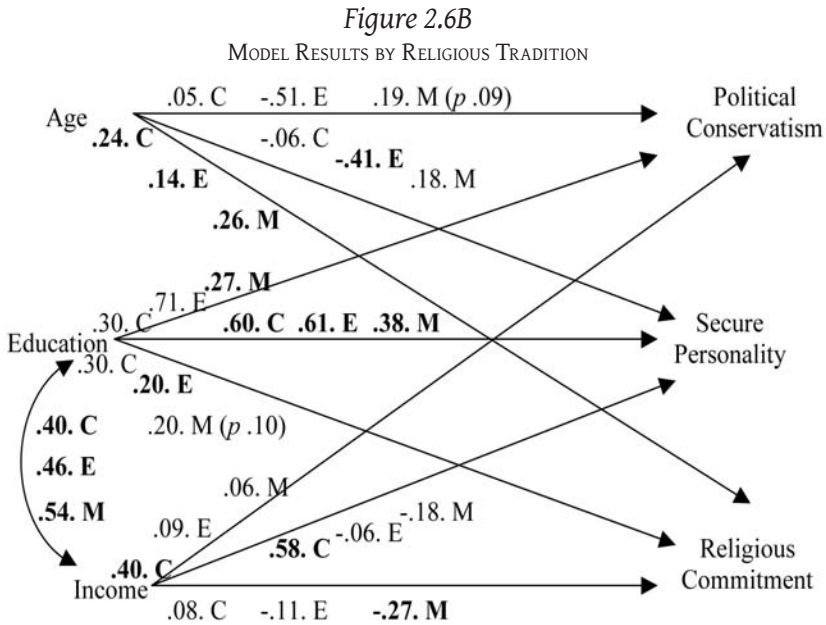 Figure 2.6B
Model Results by Religious Tradition
.05. C -.51. E .19. M (p .09)
Political
Conservatism
Age
.24. C
-.06. C
-.41. E
.14. E
.18. M
.26. M
.27. M
.71. E
.30. C
.60. C .61. E .38. M
Secure
Personality
Education
.30. C
.20. E
.40. C
.20. M (p .10)
.46. E
.06. M
.54. M
-.18. M
.09. E
-.06. E
.58. C
Religious
Commitment
.40. C
Income
.08. C -.11. E -.27. M